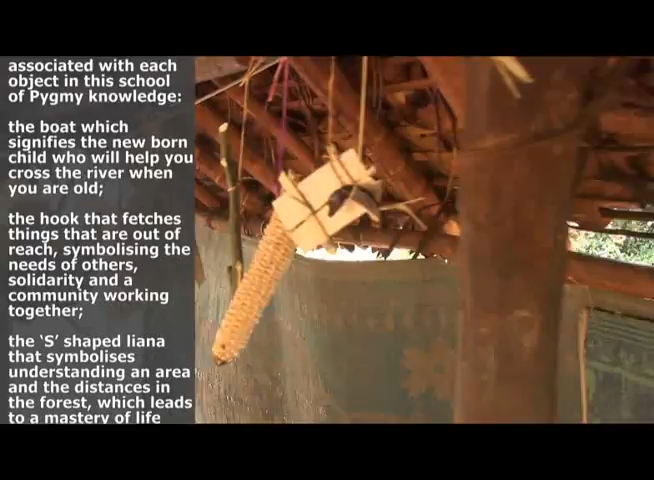 associated with each
object in this school
of Pygmy knowledge:
the boat which
signifies the new born
child who will help you
cross the river when
you are old;
the hook that fetches
things that are out of
reach, symbolising the
needs of others,
solidarity and a
community working
together;
the ‘S’ shaped liana
that symbolises
understanding an area
and the distances in
the forest, which leads
to a mastery of life